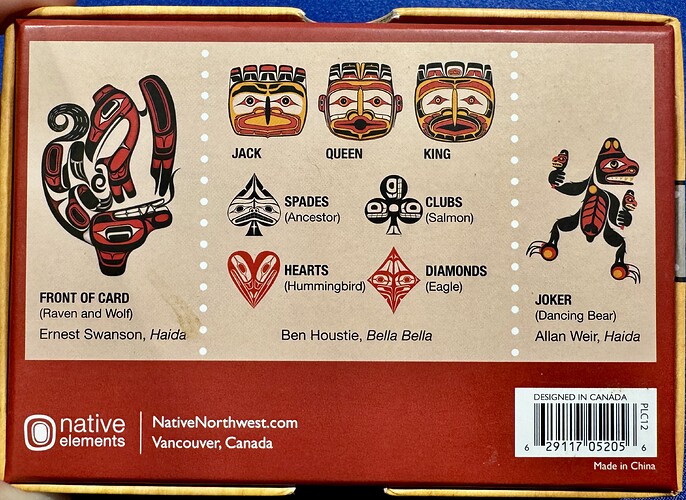 JACK
QUEEN
KING
SPADES
(Ancestor)
CLUBS
(Salmon)
HEARTS
(Hummingbird)
DIAMONDS
(Eagle)
FRONT OF CARD
(Raven and Wolf)
Ernest Swanson, Haida
Ben Houstie, Bella Bella
JOKER
(Dancing Bear)
Allan Weir, Haida
native
elements
NativeNorthwest.com
Vancouver, Canada
DESIGNED IN CANADA
PLC12
6 29117 05205 6
Made in China